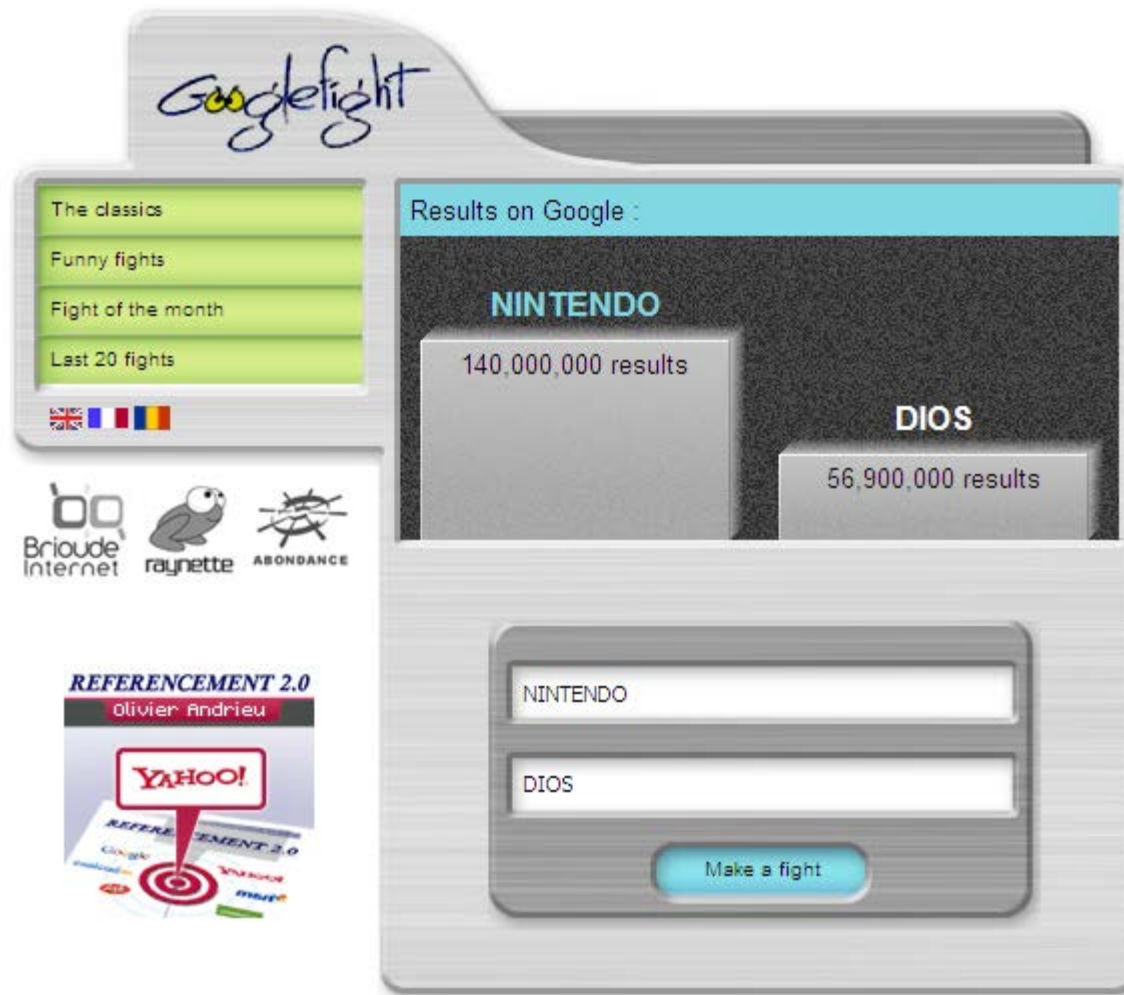 Googlefight
The classics
Funny fights
Fight of the month
Last 20 fights
Results on Google :
NINTENDO
140,000,000 results
DIOS
56,900,000 results
Brioude
Internet
raynette
ABONDANCE
REFERENCEMENT 2.0
Olivier Andrieu
YAHOO!
REFERENCEMENT 2.0
Google
YAHOO!
msn
NINTENDO
DIOS
Make a fight